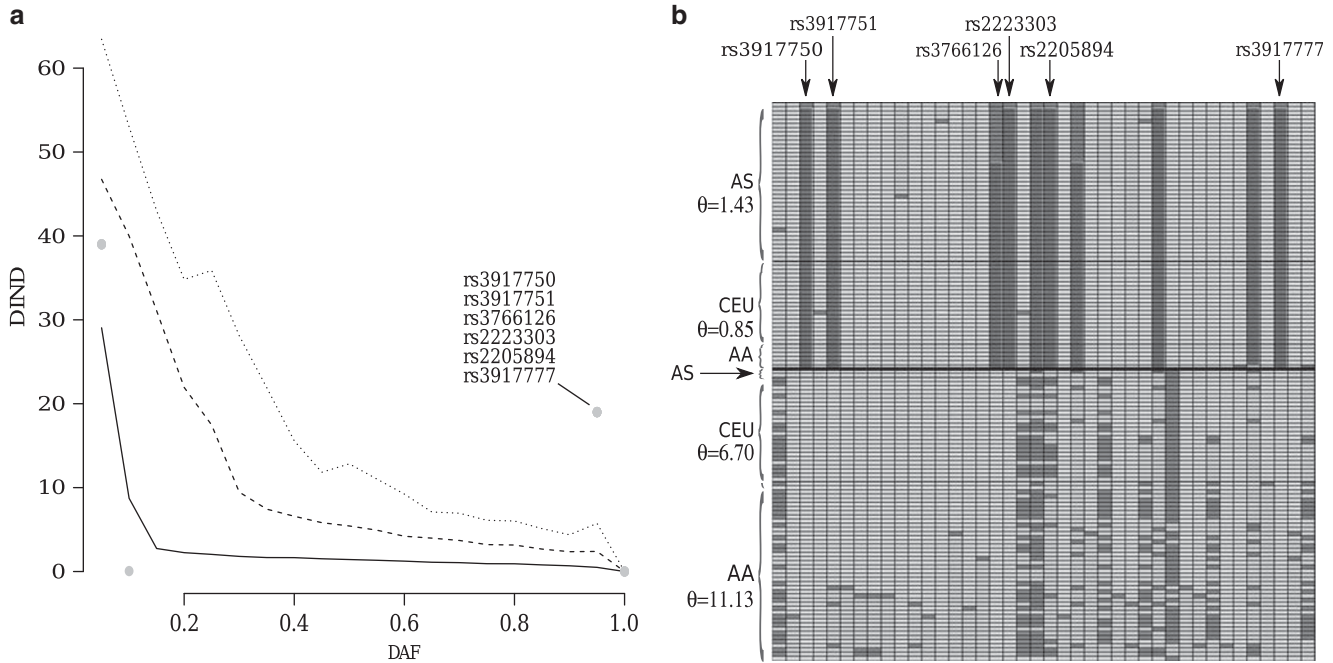 a
60
50
40
30
20
10
0
DIND
0.2 0.4 0.6 0.8 1.0
DAF
rs3917750
rs3917751
rs3766126
rs2223303
rs2205894
rs3917777
b
rs3917751 rs2223303
rs3917750 rs3766126 rs2205894 rs3917777
AS
θ=1.43
CEU
θ=0.85
AA
AS
CEU
θ=6.70
AA
θ=11.13